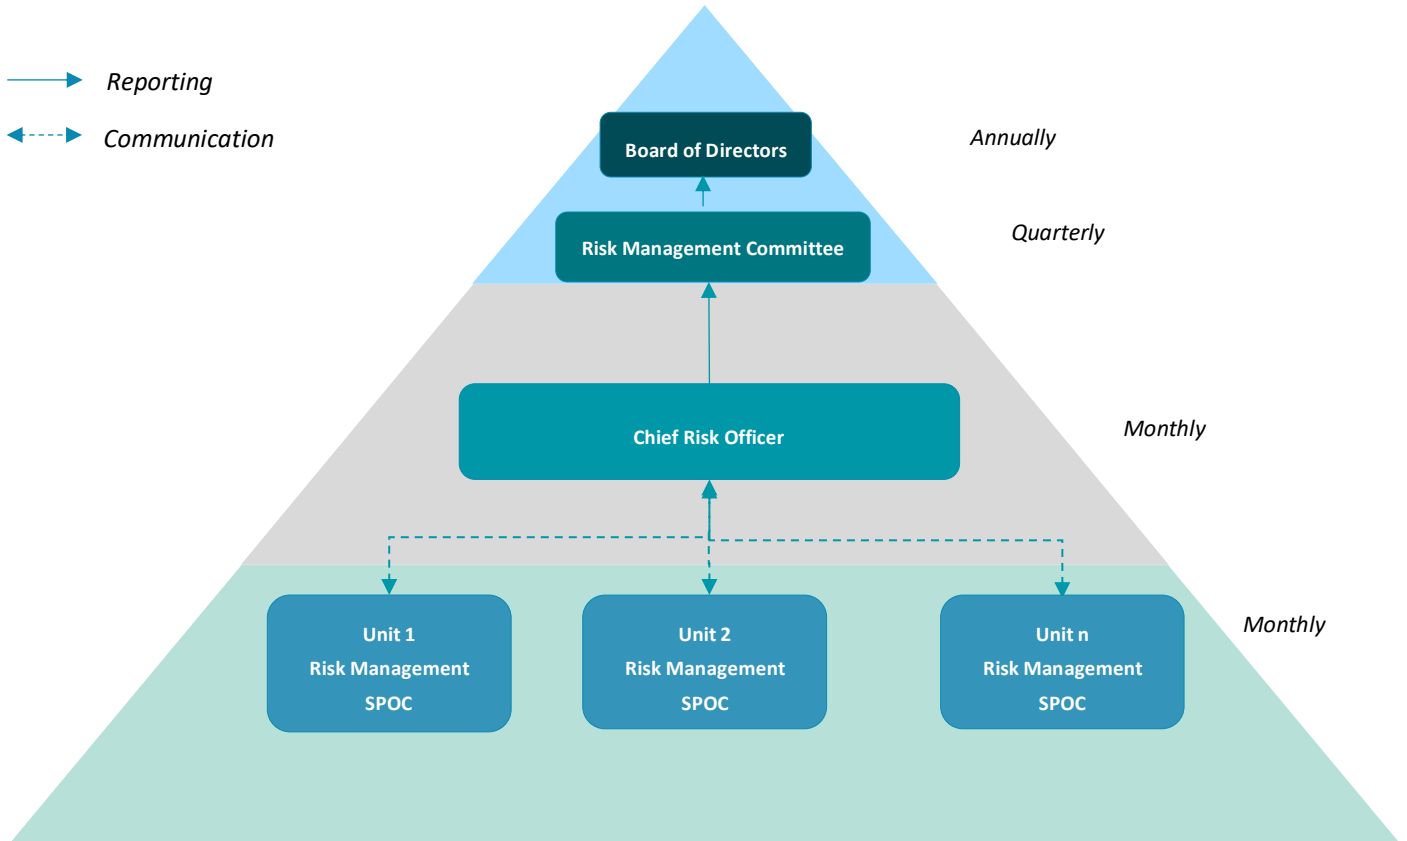 Reporting
Communication
Board of Directors
Annually
Risk Management Committee
Quarterly
Chief Risk Officer
Monthly
Unit 1
Risk Management
SPOC
Unit 2
Risk Management
SPOC
Unit n
Risk Management
SPOC
Monthly